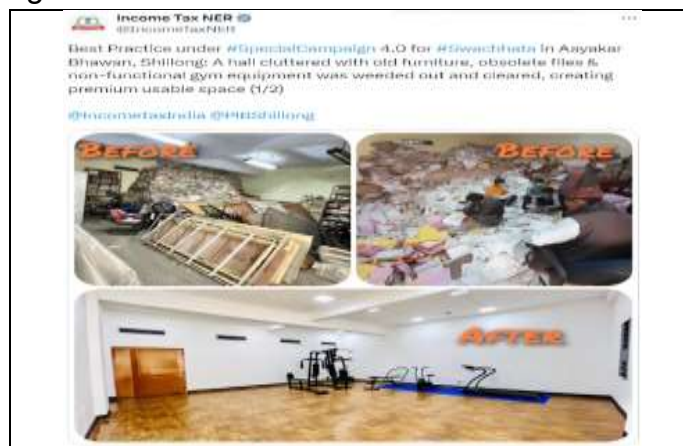 Income Tax NER
@IncomeTaxNER
Best Practice under #SpecialCampaign 4.0 for #Swachhata in Aayakar
Bhawan, Shillong: A hall cluttered with old furniture, obsolete files &
non-functional gym equipment was weeded out and cleared, creating
premium usable space (1/2)
@IncometaxIndia @PIBShillong
BEFORE
BEFORE
AFTER